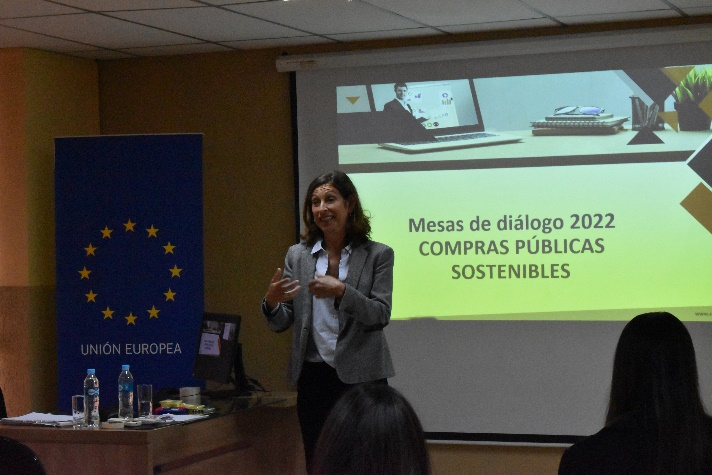 Mesas de diálogo 2022
COMPRAS PÚBLICAS
SOSTENIBLES
UNIÓN EUROPEA